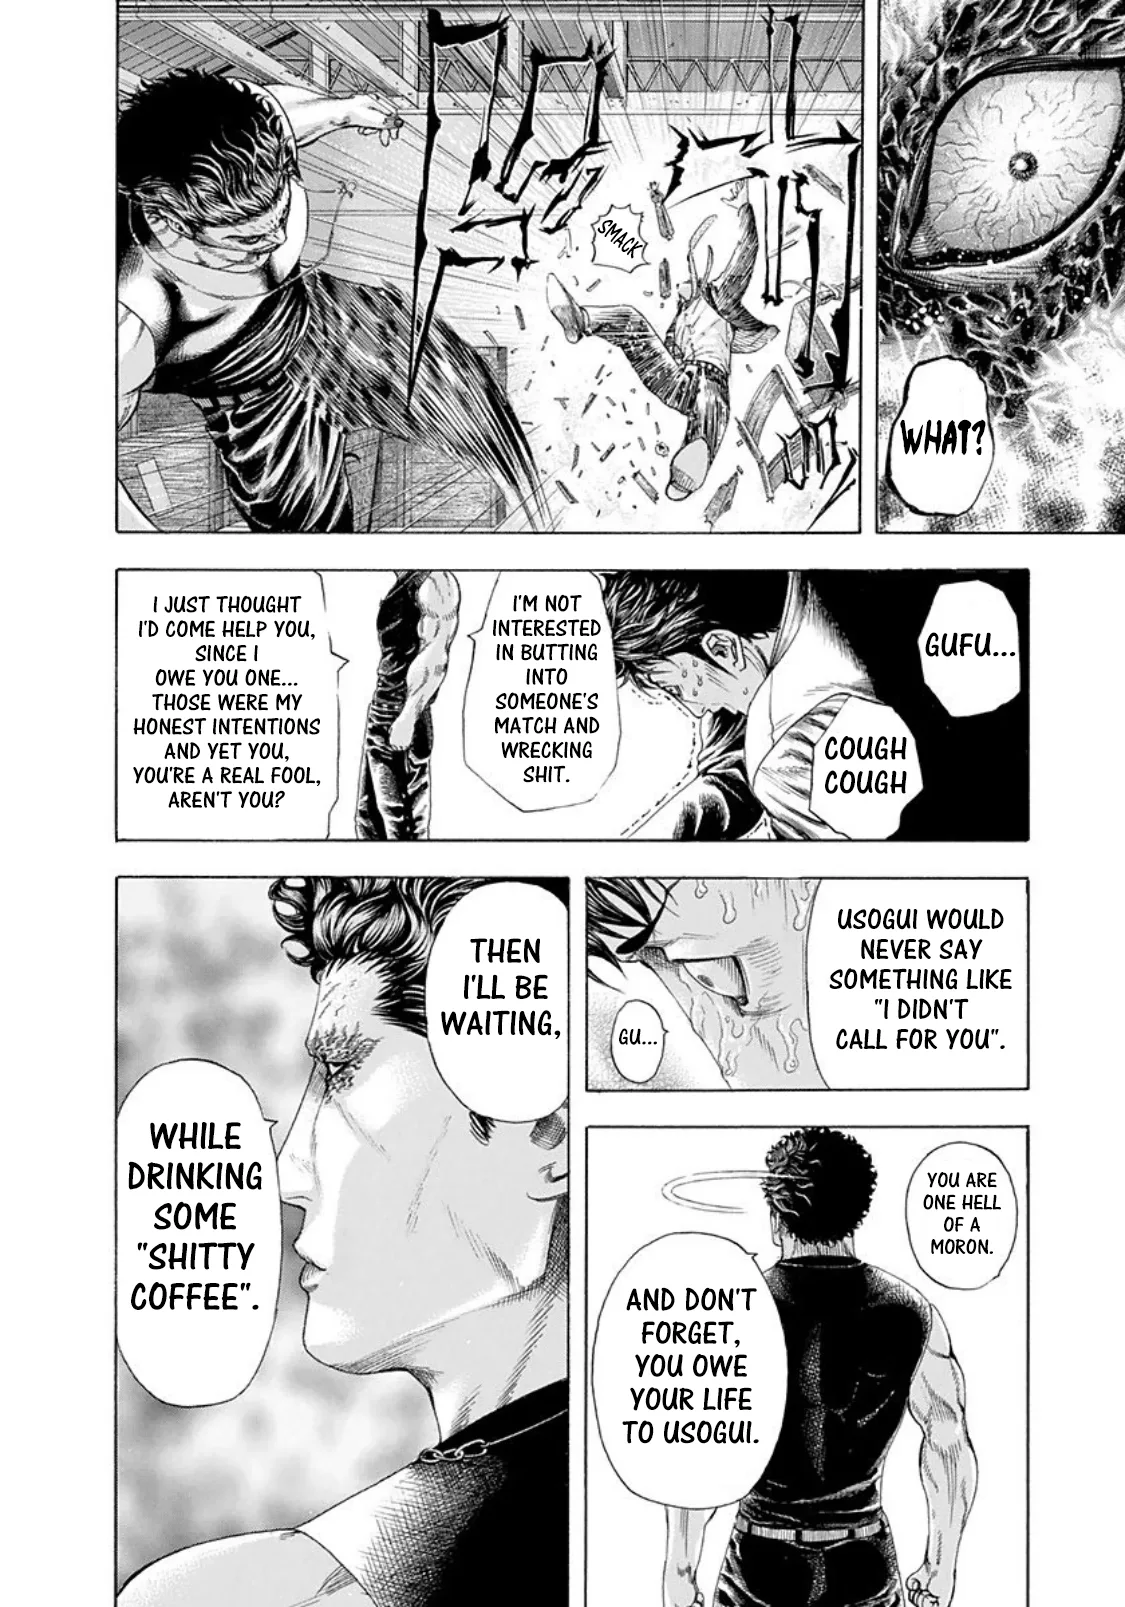 WHAT?
SMACK
ドクッ
GUFU...
COUGH
COUGH
I'M NOT
INTERESTED
IN BUTTING
INTO
SOMEONE'S
MATCH AND
WRECKING
SHIT.
I JUST THOUGHT
I'D COME HELP YOU,
SINCE I
OWE YOU ONE...
THOSE WERE MY
HONEST INTENTIONS
AND YET YOU,
YOU'RE A REAL FOOL,
AREN'T YOU?
USOGUI WOULD
NEVER SAY
SOMETHING LIKE
"I DIDN'T
CALL FOR YOU".
GU...
YOU ARE
ONE HELL
OF A
MORON.
AND DON'T
FORGET,
YOU OWE
YOUR LIFE
TO USOGUI.
THEN
I'LL BE
WAITING,
WHILE
DRINKING
SOME
"SHITTY
COFFEE".